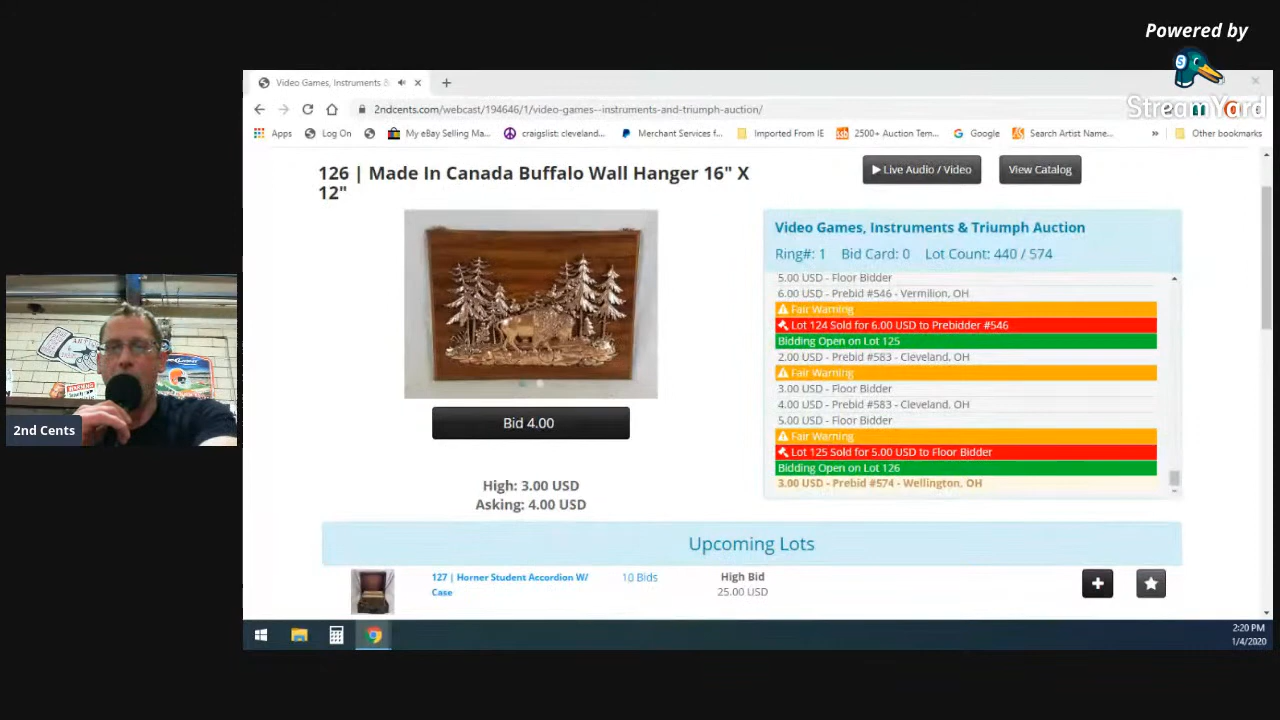 Powered by
StreamYard
Video Games, Instruments &
2ndcents.com/webcast/194646/1/video-games--instruments-and-triumph-auction/
Apps
Log On
My eBay Selling Ma...
craigslist: cleveland...
Merchant Services f...
Imported From IE
2500+ Auction Tem...
Google
Search Artist Name...
»
Other bookmarks
126 | Made In Canada Buffalo Wall Hanger 16" X
12"
Live Audio / Video
View Catalog
Bid 4.00
High: 3.00 USD
Asking: 4.00 USD
Video Games, Instruments & Triumph Auction
Ring#: 1 Bid Card: 0 Lot Count: 440 / 574
5.00 USD - Floor Bidder
6.00 USD - Prebid #546 - Vermilion, OH
Fair Warning
Lot 124 Sold for 6.00 USD to Prebidder #546
Bidding Open on Lot 125
2.00 USD - Prebid #583 - Cleveland, OH
Fair Warning
3.00 USD - Floor Bidder
4.00 USD - Prebid #583 - Cleveland, OH
5.00 USD - Floor Bidder
Fair Warning
Lot 125 Sold for 5.00 USD to Floor Bidder
Bidding Open on Lot 126
3.00 USD - Prebid #574 - Wellington, OH
2nd Cents
Upcoming Lots
127 | Horner Student Accordion W/
Case
10 Bids
High Bid
25.00 USD
2:20 PM
1/4/2020